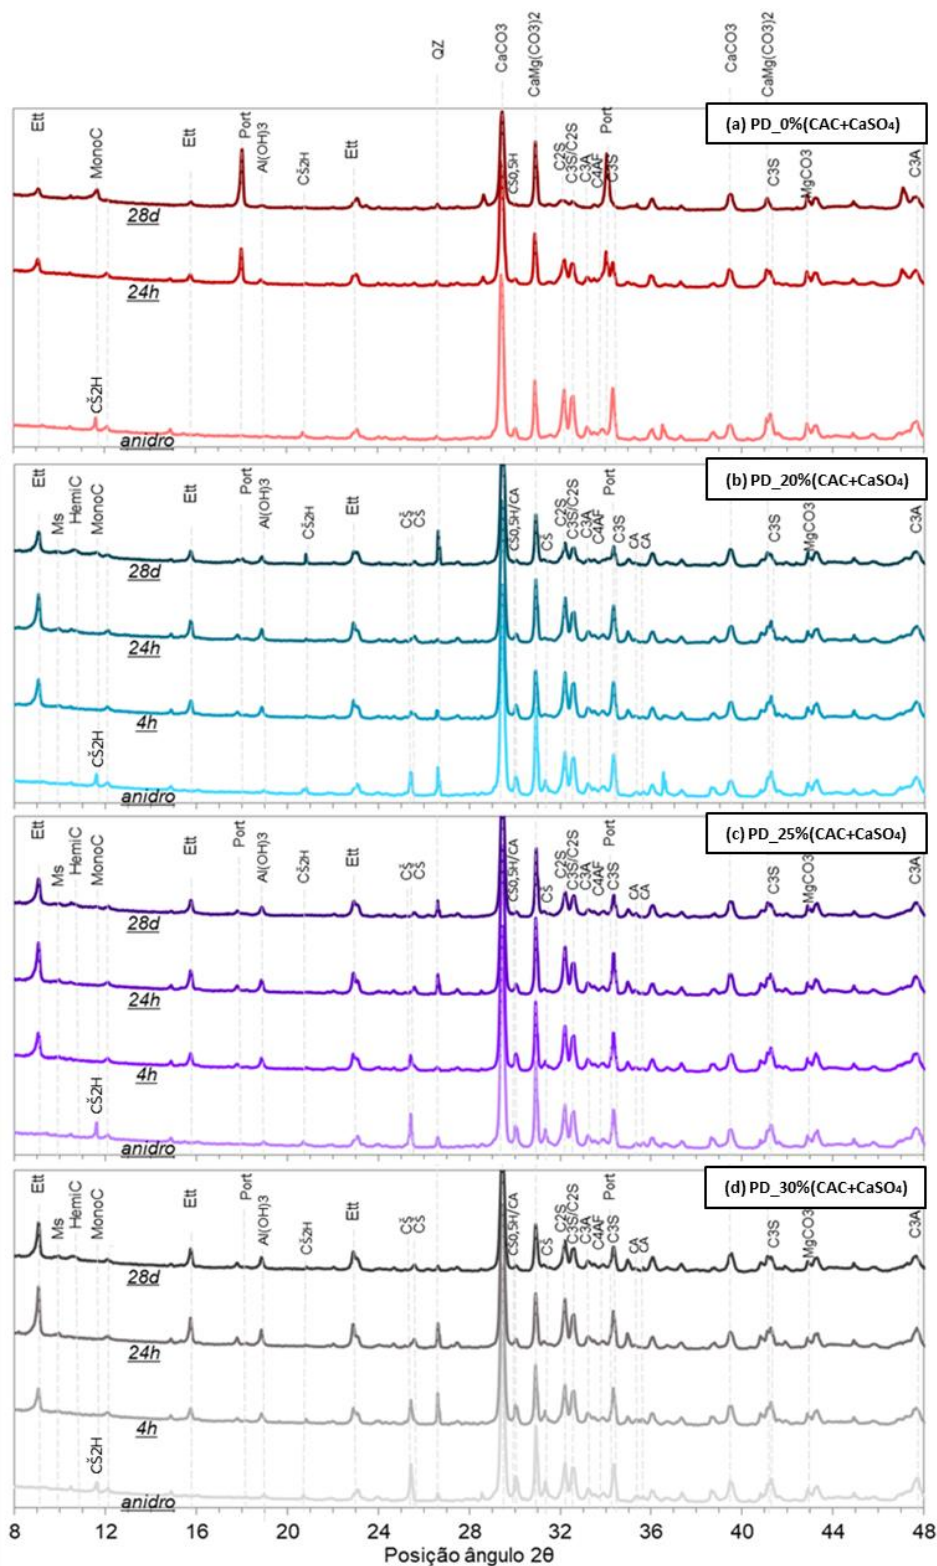 QZ
CaCO3
CaMg(CO3)2
CaCO3
CaMg(CO3)2
(a) PD_0%(CAC+CaSO₄)
Ett
MonoC
Ett
Port
Al(OH)3
CŠ2H
Ett
CŠ0,5H
C2S
C3S/C2S
C3A
C4AF
Port
C3S
C3S
MgCO3
C3A
28d
24h
CŠ2H
anidro
(b) PD_20%(CAC+CaSO₄)
Ett
Ms
HemiC
MonoC
Ett
Port
Al(OH)3
CŠ2H
Ett
CŠ
CŠ
CŠ0,5H/CA
CŠ
C2S
C3S/C2S
C3A
C4AF
Port
C3S
CA
CA
C3S
MgCO3
C3A
28d
24h
4h
CŠ2H
anidro
(c) PD_25%(CAC+CaSO₄)
Ett
Ms
HemiC
MonoC
Ett
Port
Al(OH)3
CŠ2H
Ett
CŠ
CŠ
CŠ0,5H/CA
CŠ
C2S
C3S/C2S
C3A
C4AF
Port
C3S
CA
CA
C3S
MgCO3
C3A
28d
24h
4h
CŠ2H
anidro
(d) PD_30%(CAC+CaSO₄)
Ett
Ms
HemiC
MonoC
Ett
Port
Al(OH)3
CŠ2H
Ett
CŠ
CŠ
CŠ0,5H/CA
CŠ
C2S
C3S/C2S
C3A
C4AF
Port
C3S
CA
CA
C3S
MgCO3
C3A
28d
24h
4h
CŠ2H
anidro
8 12 16 20 24 28 32 36 40 44 48
Posição ângulo 2θ